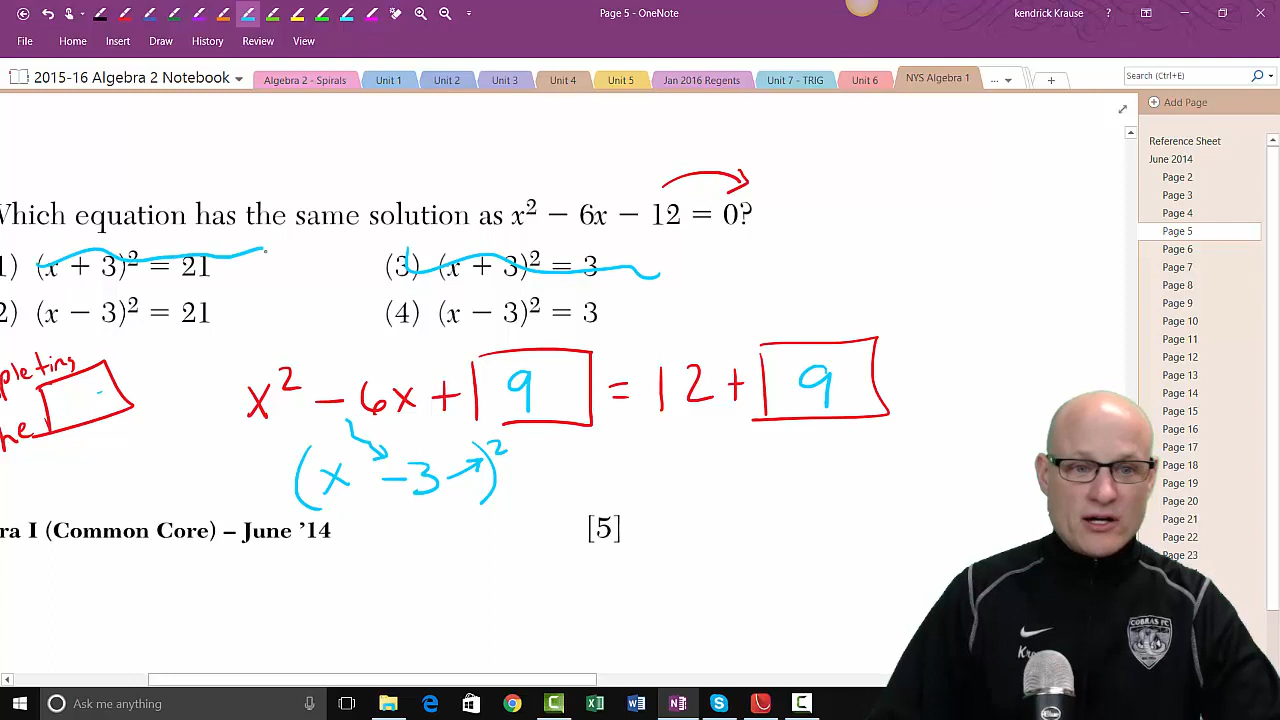 Page 5 - OneNote
kendrick Krause
File Home Insert Draw History Review View
2015-16 Algebra 2 Notebook
Algebra 2 - Spirals Unit 1 Unit 2 Unit 3 Unit 4 Unit 5 Jan 2016 Regents Unit 7 - TRIG Unit 6 NYS Algebra 1 ...
Search (Ctrl+E)
Add Page
Reference Sheet
June 2014
Page 2
Page 3
Page 4
Page 5
Page 6
Page 7
Page 8
Page 9
Page 10
Page 11
Page 12
Page 13
Page 14
Page 15
Page 16
Page 17
Page 18
Page 19
Page 20
Page 21
Page 22
Page 23
Which equation has the same solution as x² − 6x − 12 = 0?
1) (x + 3)² = 21 (3) (x + 3)² = 3
2) (x − 3)² = 21 (4) (x − 3)² = 3
pleting
he
x² − 6x + 9 = 12 + 9
(x − 3)²
ra I (Common Core) – June ’14 [5]
COBRAS FC
Kr
Ask me anything